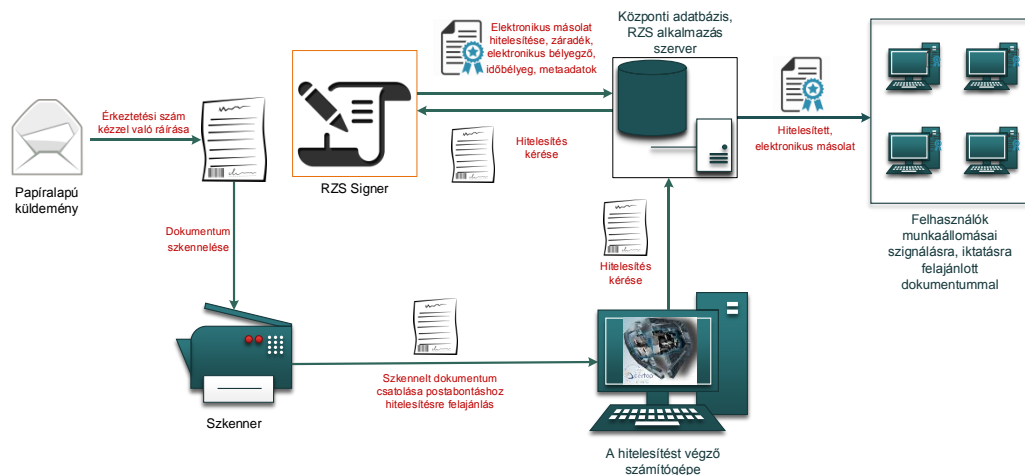 Papíralapú
küldemény
Érkeztetési szám
kézzel való ráírása
Dokumentum
szkennelése
Szkenner
RZS Signer
Elektronikus másolat
hitelesítése, záradék,
elektronikus bélyegző,
időbélyeg, metaadatok
Hitelesítés
kérése
Központi adatbázis,
RZS alkalmazás
szerver
Hitelesített,
elektronikus másolat
Felhasználók
munkaállomásai
szignálásra, iktatásra
felajánlott
dokumentummal
Hitelesítés
kérése
Szkennelt dokumentum
csatolása postabontáshoz
hitelesítésre felajánlás
A hitelesítést végző
számítógépe